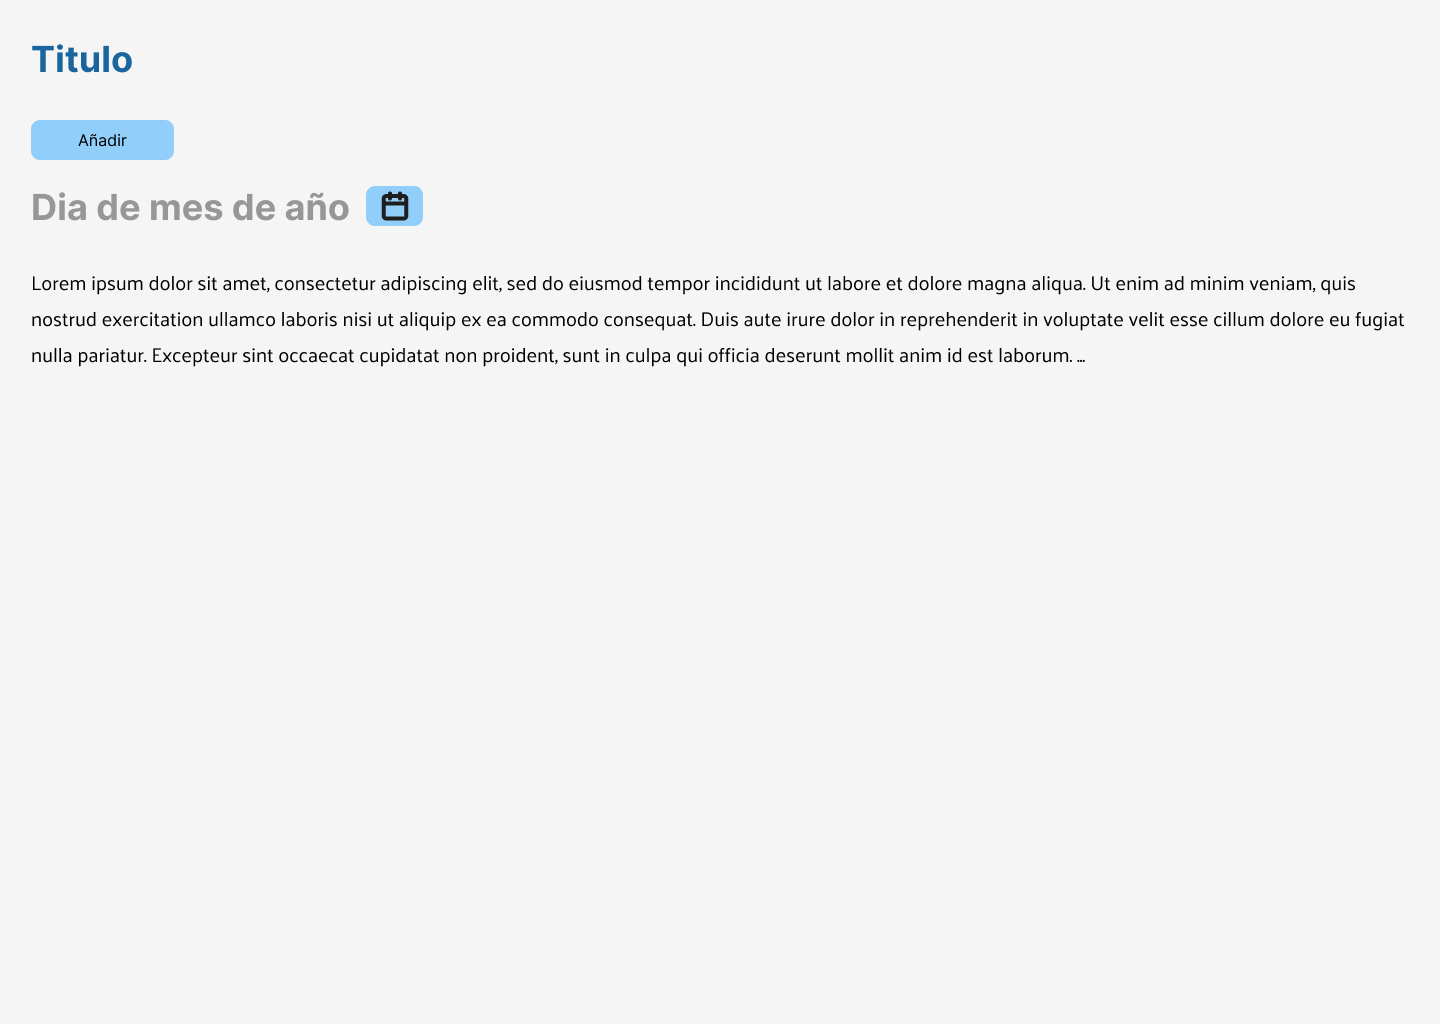 Titulo
Añadir
Dia de mes de año
Lorem ipsum dolor sit amet, consectetur adipiscing elit, sed do eiusmod tempor incididunt ut labore et dolore magna aliqua. Ut enim ad minim veniam, quis
nostrud exercitation ullamco laboris nisi ut aliquip ex ea commodo consequat. Duis aute irure dolor in reprehenderit in voluptate velit esse cillum dolore eu fugiat
nulla pariatur. Excepteur sint occaecat cupidatat non proident, sunt in culpa qui officia deserunt mollit anim id est laborum. ...